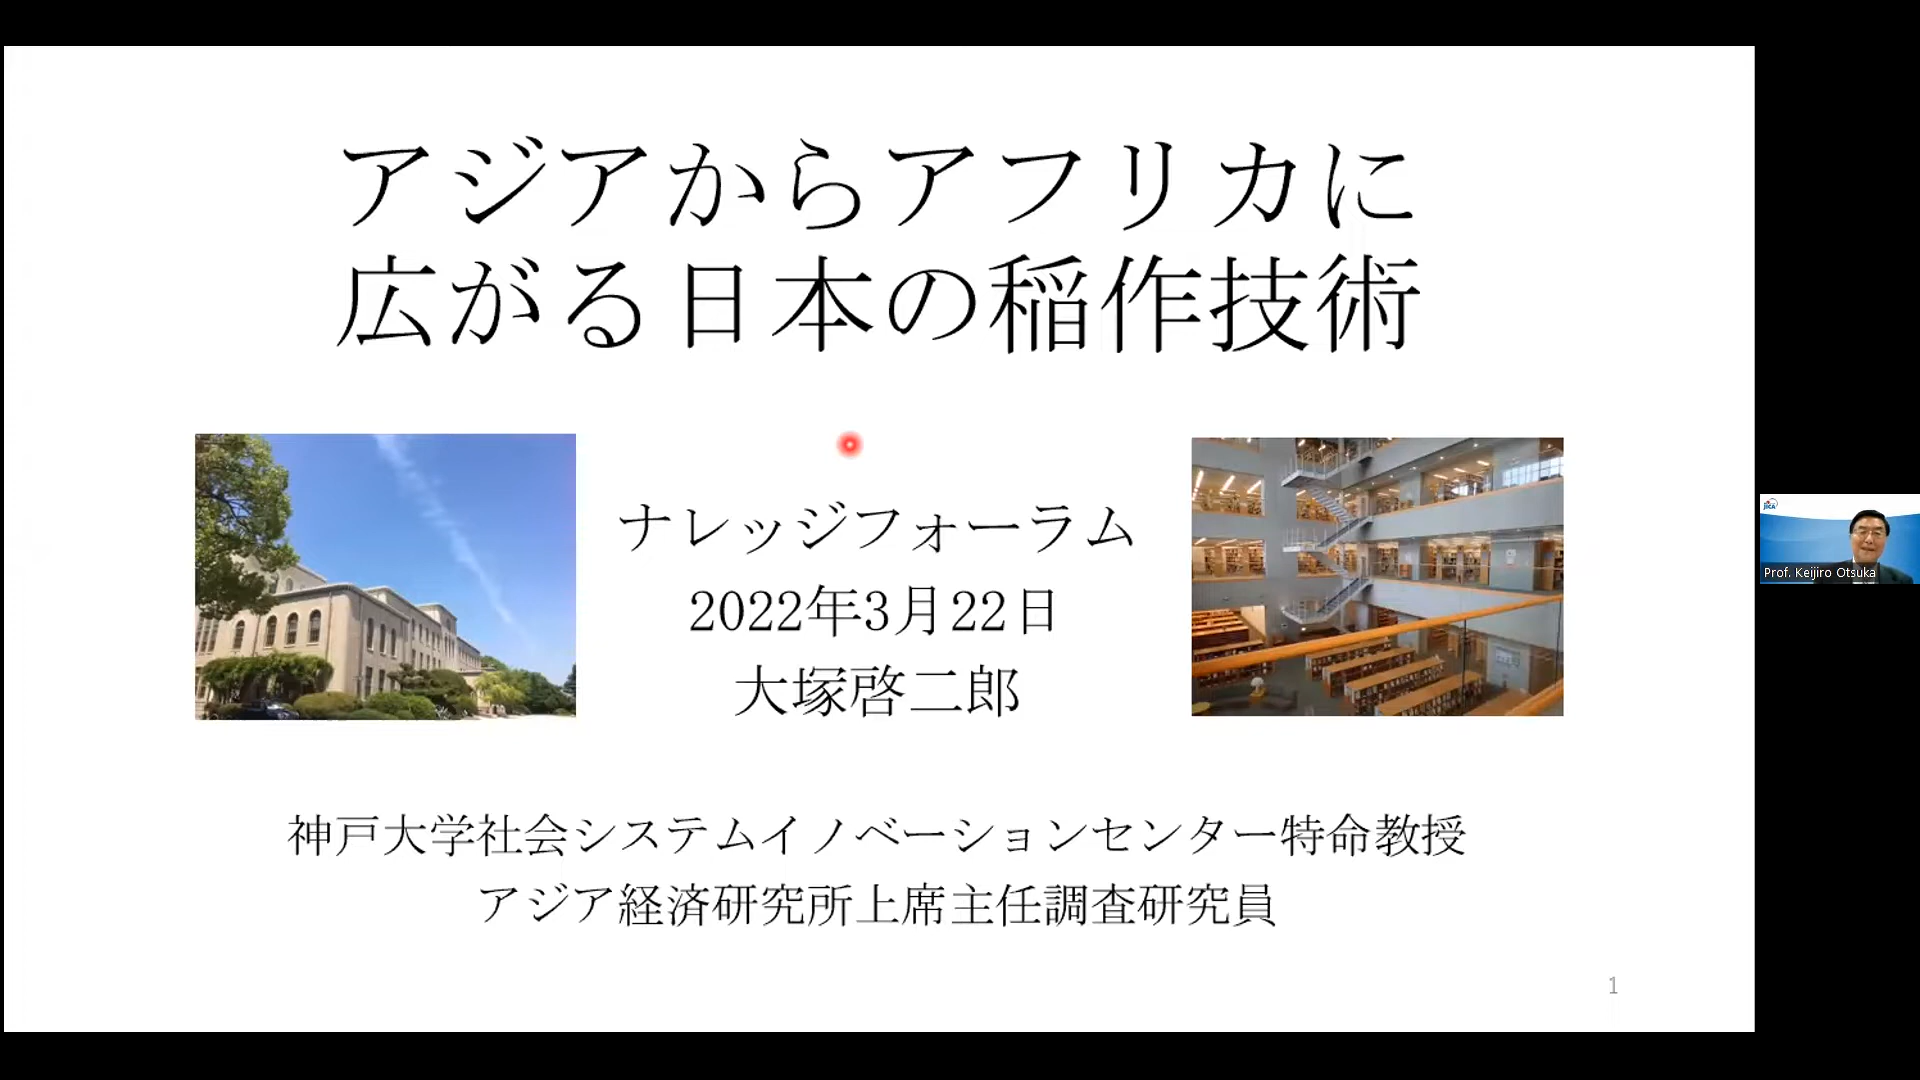 アジアからアフリカに
広がる日本の稲作技術
ナレッジフォーラム
2022年3月22日
大塚啓二郎
神戸大学社会システムイノベーションセンター特命教授
アジア経済研究所上席主任調査研究員
1
JICA
Prof. Keijiro Otsuka